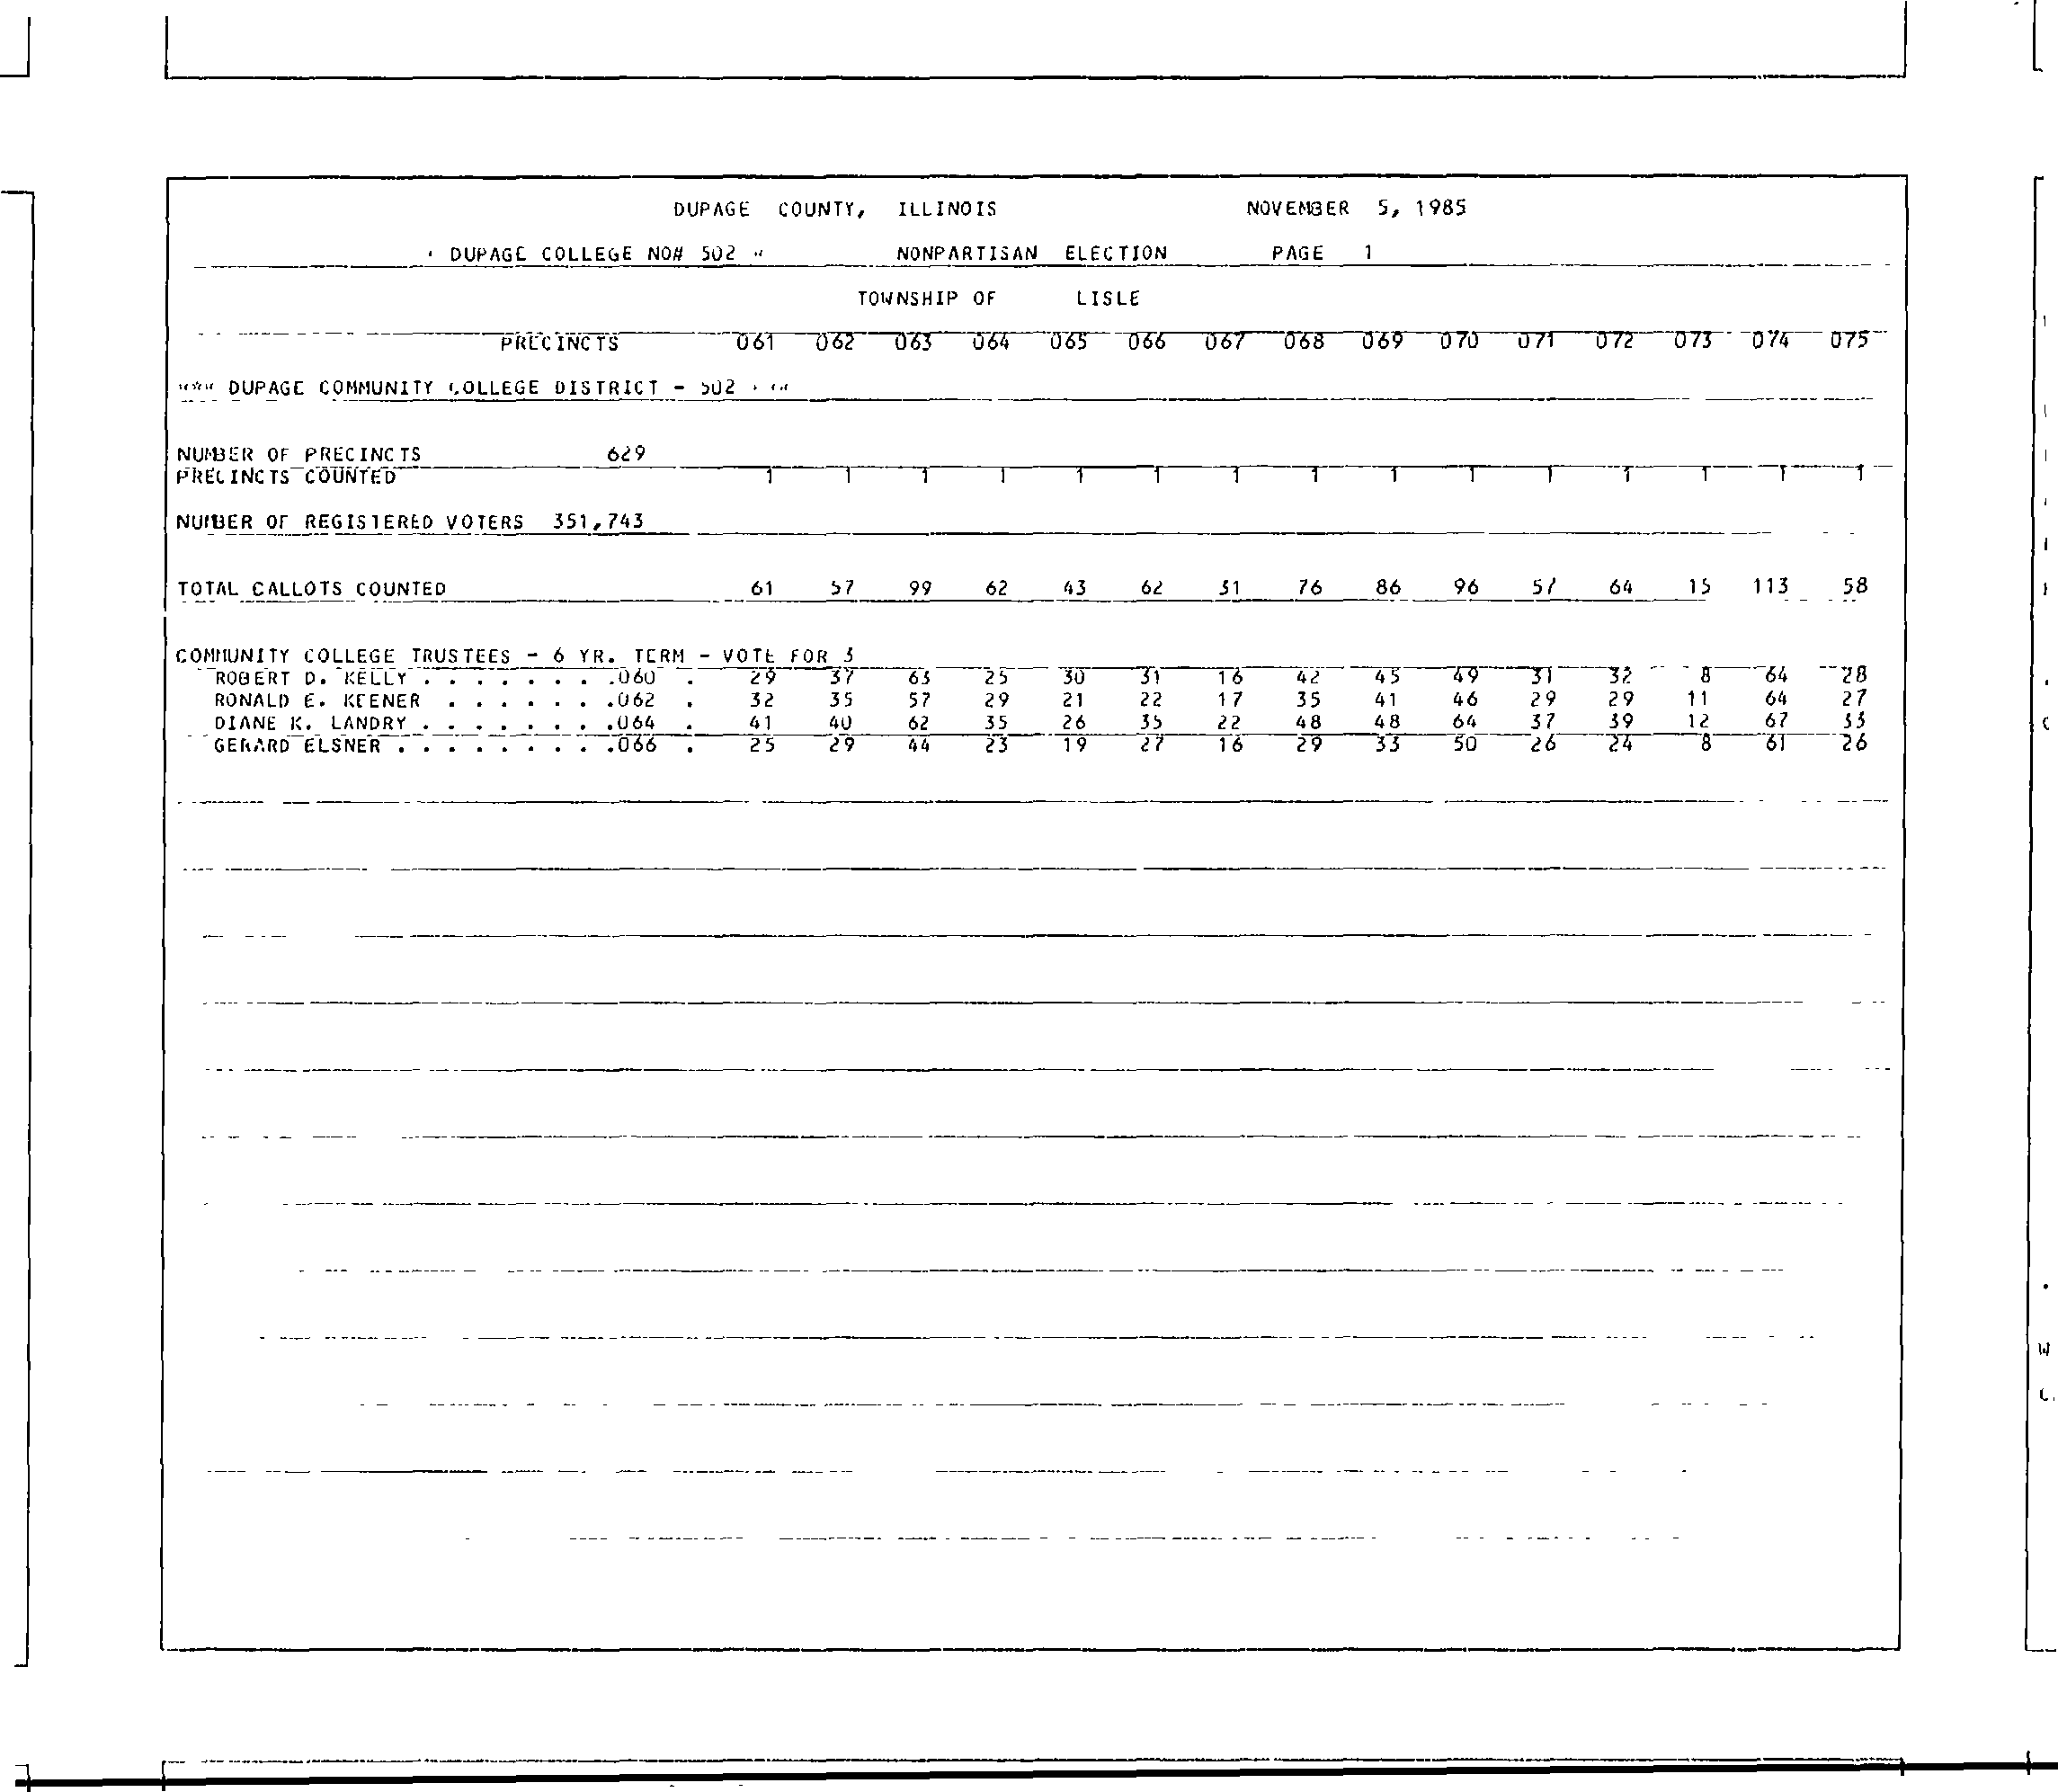 DUPAGE COUNTY, ILLINOIS NOVEMBER 5, 1985
DUPAGE COLLEGE NO# 502 NONPARTISAN ELECTION PAGE 1
TOWNSHIP OF LISLE
PRECINCTS 061 062 063 064 065 066 067 068 069 070 071 072 073 074 075
DUPAGE COMMUNITY COLLEGE DISTRICT - 502
NUMBER OF PRECINCTS 629
PRECINCTS COUNTED 1 1 1 1 1 1 1 1 1 1 1 1 1 1 1
NUMBER OF REGISTERED VOTERS 351,743
TOTAL CALLOTS COUNTED 61 57 99 62 43 62 31 76 86 96 57 64 15 113 58
COMMUNITY COLLEGE TRUSTEES - 6 YR. TERM - VOTE FOR 3
ROBERT D. KELLY . . . . . . . .060 . 29 37 63 25 30 31 16 42 45 49 31 32 8 64 28
RONALD E. KEENER . . . . . . .062 . 32 35 57 29 21 22 17 35 41 46 29 29 11 64 27
DIANE K. LANDRY . . . . . . . .064 . 41 40 62 35 26 35 22 48 48 64 37 39 12 67 33
GERARD ELSNER . . . . . . . . .066 . 25 29 44 23 19 27 16 29 33 50 26 24 8 61 26